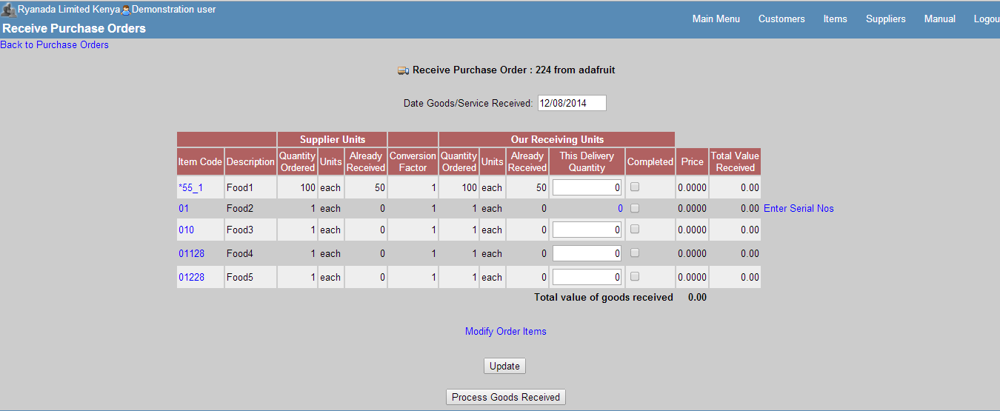 Ryanada Limited Kenya Demonstration user
Receive Purchase Orders
Main Menu Customers Items Suppliers Manual Logou
Back to Purchase Orders
Receive Purchase Order : 224 from adafruit
Date Goods/Service Received: 12/08/2014
Supplier Units Our Receiving Units
Item Code Description Quantity Ordered Units Already Received Conversion Factor Quantity Ordered Units Already Received This Delivery Quantity Completed Price Total Value Received
*55_1 Food1 100 each 50 1 100 each 50 0 0.0000 0.00
01 Food2 1 each 0 1 1 each 0 0 0.0000 0.00 Enter Serial Nos
010 Food3 1 each 0 1 1 each 0 0 0.0000 0.00
01128 Food4 1 each 0 1 1 each 0 0 0.0000 0.00
01228 Food5 1 each 0 1 1 each 0 0 0.0000 0.00
Total value of goods received 0.00
Modify Order Items
Update
Process Goods Received